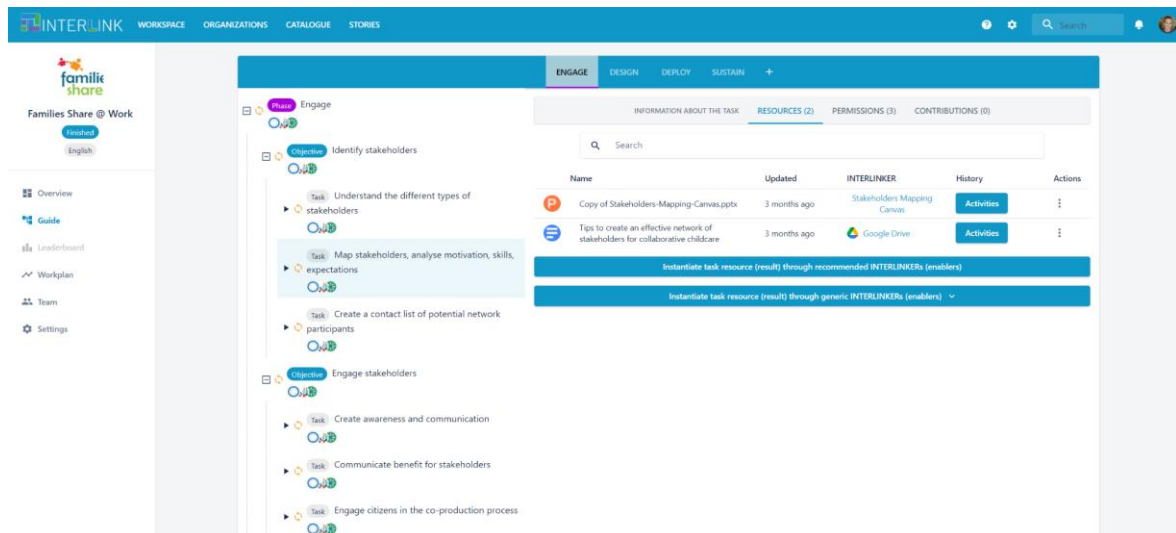 INTERLINK WORKSPACE ORGANIZATIONS CATALOGUE STORIES Search
familie
share
Families Share @ Work
Finished
English
Overview
Guide
Leaderboard
Workplan
Team
Settings
Phase Engage
Objective Identify stakeholders
Task Understand the different types of
stakeholders
Task Map stakeholders, analyse motivation, skills,
expectations
Task Create a contact list of potential network
participants
Objective Engage stakeholders
Task Create awareness and communication
Task Communicate benefit for stakeholders
Task Engage citizens in the co-production process
ENGAGE DESIGN DEPLOY SUSTAIN +
INFORMATION ABOUT THE TASK RESOURCES (2) PERMISSIONS (3) CONTRIBUTIONS (0)
Search
Name Updated INTERLINKER History Actions
Copy of Stakeholders-Mapping-Canvas.pptx 3 months ago Stakeholders Mapping
Canvas Activities
Tips to create an effective network of
stakeholders for collaborative childcare 3 months ago Google Drive Activities
Instantiate task resource (result) through recommended INTERLINKERs (enablers)
Instantiate task resource (result) through generic INTERLINKERs (enablers)